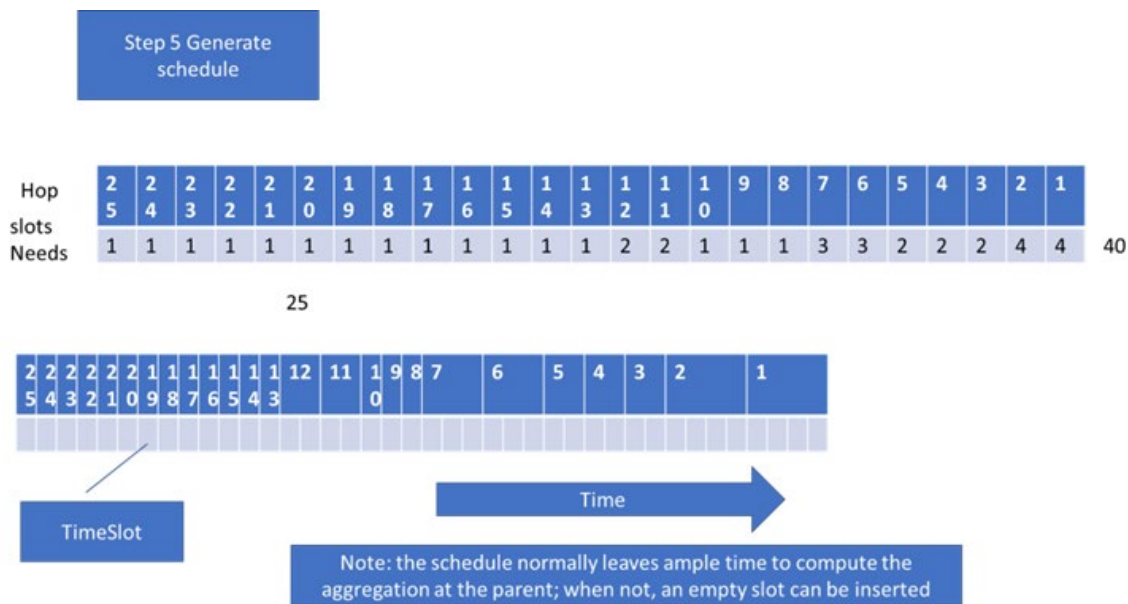 Step 5 Generate
schedule
Hop
25 24 23 22 21 20 19 18 17 16 15 14 13 12 11 10 9 8 7 6 5 4 3 2 1
slots
Needs
1 1 1 1 1 1 1 1 1 1 1 1 1 2 2 1 1 1 3 3 2 2 2 4 4 40
25
25 24 23 22 21 20 19 18 17 16 15 14 13 12 11 10 9 8 7 6 5 4 3 2 1
Time
TimeSlot
Note: the schedule normally leaves ample time to compute the
aggregation at the parent; when not, an empty slot can be inserted